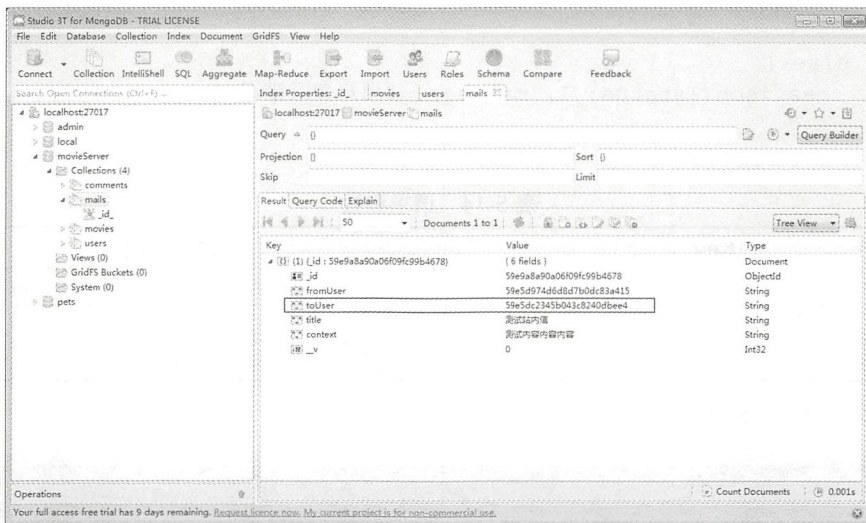 Studio 3T for MongoDB - TRIAL LICENSE
File Edit Database Collection Index Document GridFS View Help
Connect Collection IntelliShell SQL Aggregate Map-Reduce Export Import Users Roles Schema Compare Feedback
Search Open Connections (Ctrl+F) ...
Index Properties: _id_ movies users mails
localhost:27017
admin
local
movieServer
Collections (4)
comments
mails
_id_
movies
users
Views (0)
GridFS Buckets (0)
System (0)
pets
localhost:27017 movieServer mails
Query {}
Query Builder
Projection {} Sort {}
Skip Limit
Result Query Code Explain
50 Documents 1 to 1 Tree View
Key Value Type
(1) {_id : 59e9a8a90a06f09fc99b4678} { 6 fields } Document
_id 59e9a8a90a06f09fc99b4678 ObjectId
fromUser 59e5d974d6d8d7b0dc83a415 String
toUser 59e5dc2345b043c8240dbee4 String
title 测试站内信 String
context 测试内容内容内容 String
__v 0 Int32
Operations
Count Documents 0.001s
Your full access free trial has 9 days remaining. Request licence now. My current project is for non-commercial use.